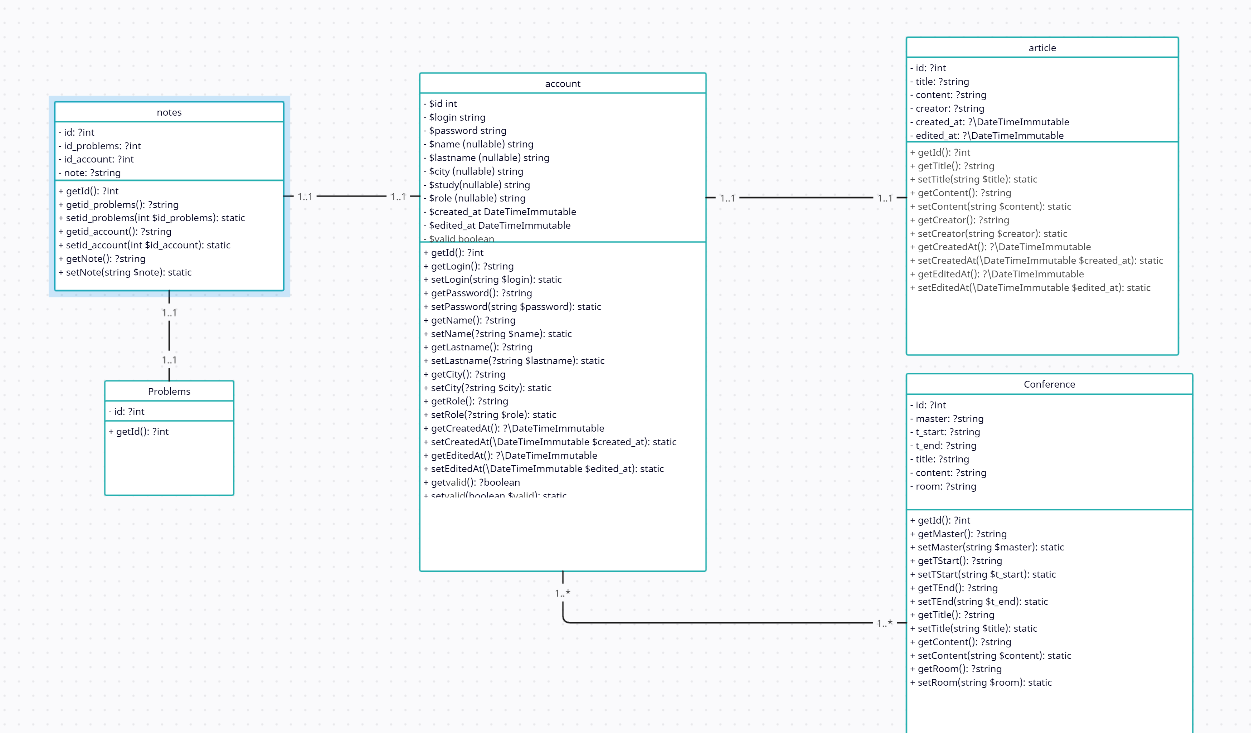 notes
- id: ?int
- id_problems: ?int
- id_account: ?int
- note: ?string
+ getId(): ?int
+ getid_problems(): ?string
+ setid_problems(int $id_problems): static
+ getid_account(): ?string
+ setid_account(int $id_account): static
+ getNote(): ?string
+ setNote(string $note): static
1..1
1..1
1..1
1..1
Problems
- id: ?int
+ getId(): ?int
account
- $id int
- $login string
- $password string
- $name (nullable) string
- $lastname (nullable) string
- $city (nullable) string
- $study(nullable) string
- $role (nullable) string
- $created_at DateTimeImmutable
- $edited_at DateTimeImmutable
- $valid boolean
+ getId(): ?int
+ getLogin(): ?string
+ setLogin(string $login): static
+ getPassword(): ?string
+ setPassword(string $password): static
+ getName(): ?string
+ setName(?string $name): static
+ getLastname(): ?string
+ setLastname(?string $lastname): static
+ getCity(): ?string
+ setCity(?string $city): static
+ getRole(): ?string
+ setRole(?string $role): static
+ getCreatedAt(): ?\DateTimeImmutable
+ setCreatedAt(\DateTimeImmutable $created_at): static
+ getEditedAt(): ?\DateTimeImmutable
+ setEditedAt(\DateTimeImmutable $edited_at): static
+ getvalid(): ?boolean
+ setvalid(boolean $valid): static
1..1
1..1
1..*
1..*
article
- id: ?int
- title: ?string
- content: ?string
- creator: ?string
- created_at: ?\DateTimeImmutable
- edited_at: ?\DateTimeImmutable
+ getId(): ?int
+ getTitle(): ?string
+ setTitle(string $title): static
+ getContent(): ?string
+ setContent(string $content): static
+ getCreator(): ?string
+ setCreator(string $creator): static
+ getCreatedAt(): ?\DateTimeImmutable
+ setCreatedAt(\DateTimeImmutable $created_at): static
+ getEditedAt(): ?\DateTimeImmutable
+ setEditedAt(\DateTimeImmutable $edited_at): static
Conference
- id: ?int
- master: ?string
- t_start: ?string
- t_end: ?string
- title: ?string
- content: ?string
- room: ?string
+ getId(): ?int
+ getMaster(): ?string
+ setMaster(string $master): static
+ getTStart(): ?string
+ setTStart(string $t_start): static
+ getTEnd(): ?string
+ setTEnd(string $t_end): static
+ getTitle(): ?string
+ setTitle(string $title): static
+ getContent(): ?string
+ setContent(string $content): static
+ getRoom(): ?string
+ setRoom(string $room): static